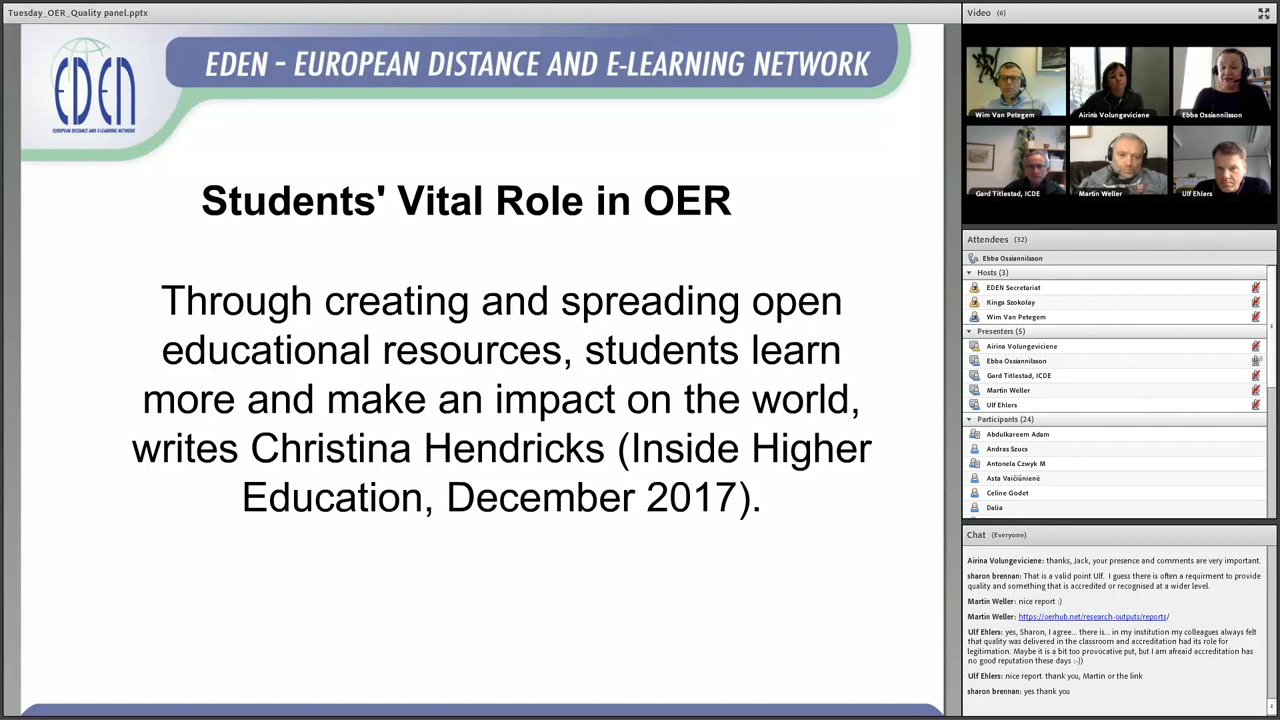 Tuesday_OER_Quality panel.pptx
EDEN
EUROPEAN DISTANCE AND E-LEARNING NETWORK
EDEN – EUROPEAN DISTANCE AND E-LEARNING NETWORK
Students' Vital Role in OER
Through creating and spreading open
educational resources, students learn
more and make an impact on the world,
writes Christina Hendricks (Inside Higher
Education, December 2017).
Video (6)
Wim Van Petegem
Airina Volungeviciene
Ebba Ossiannilsson
Gard Titlestad, ICDE
Martin Weller
Ulf Ehlers
Attendees (32)
Ebba Ossiannilsson
Hosts (3)
EDEN Secretariat
Kinga Szokolay
Wim Van Petegem
Presenters (5)
Airina Volungeviciene
Ebba Ossiannilsson
Gard Titlestad, ICDE
Martin Weller
Ulf Ehlers
Participants (24)
Abdulkareem Adam
Andras Szucs
Antonela Czwyk M
Asta Vaičiūnienė
Celine Godet
Dalia
Chat (Everyone)
Airina Volungeviciene: thanks, Jack, your presence and comments are very important.
sharon brennan: That is a valid point Ulf. I guess there is often a requirment to provide
quality and something that is accredited or recognised at a wider level.
Martin Weller: nice report :)
Martin Weller: https://oerhub.net/research-outputs/reports/
Ulf Ehlers: yes, Sharon, I agree... there is... in my institution my colleagues always felt
that quality was delivered in the classroom and accreditation had its role for
legitimation. Maybe it is a bit too provocative put, but I am afreaid accreditation has
no good reputation these days :-))
Ulf Ehlers: nice report. thank you, Martin or the link
sharon brennan: yes thank you